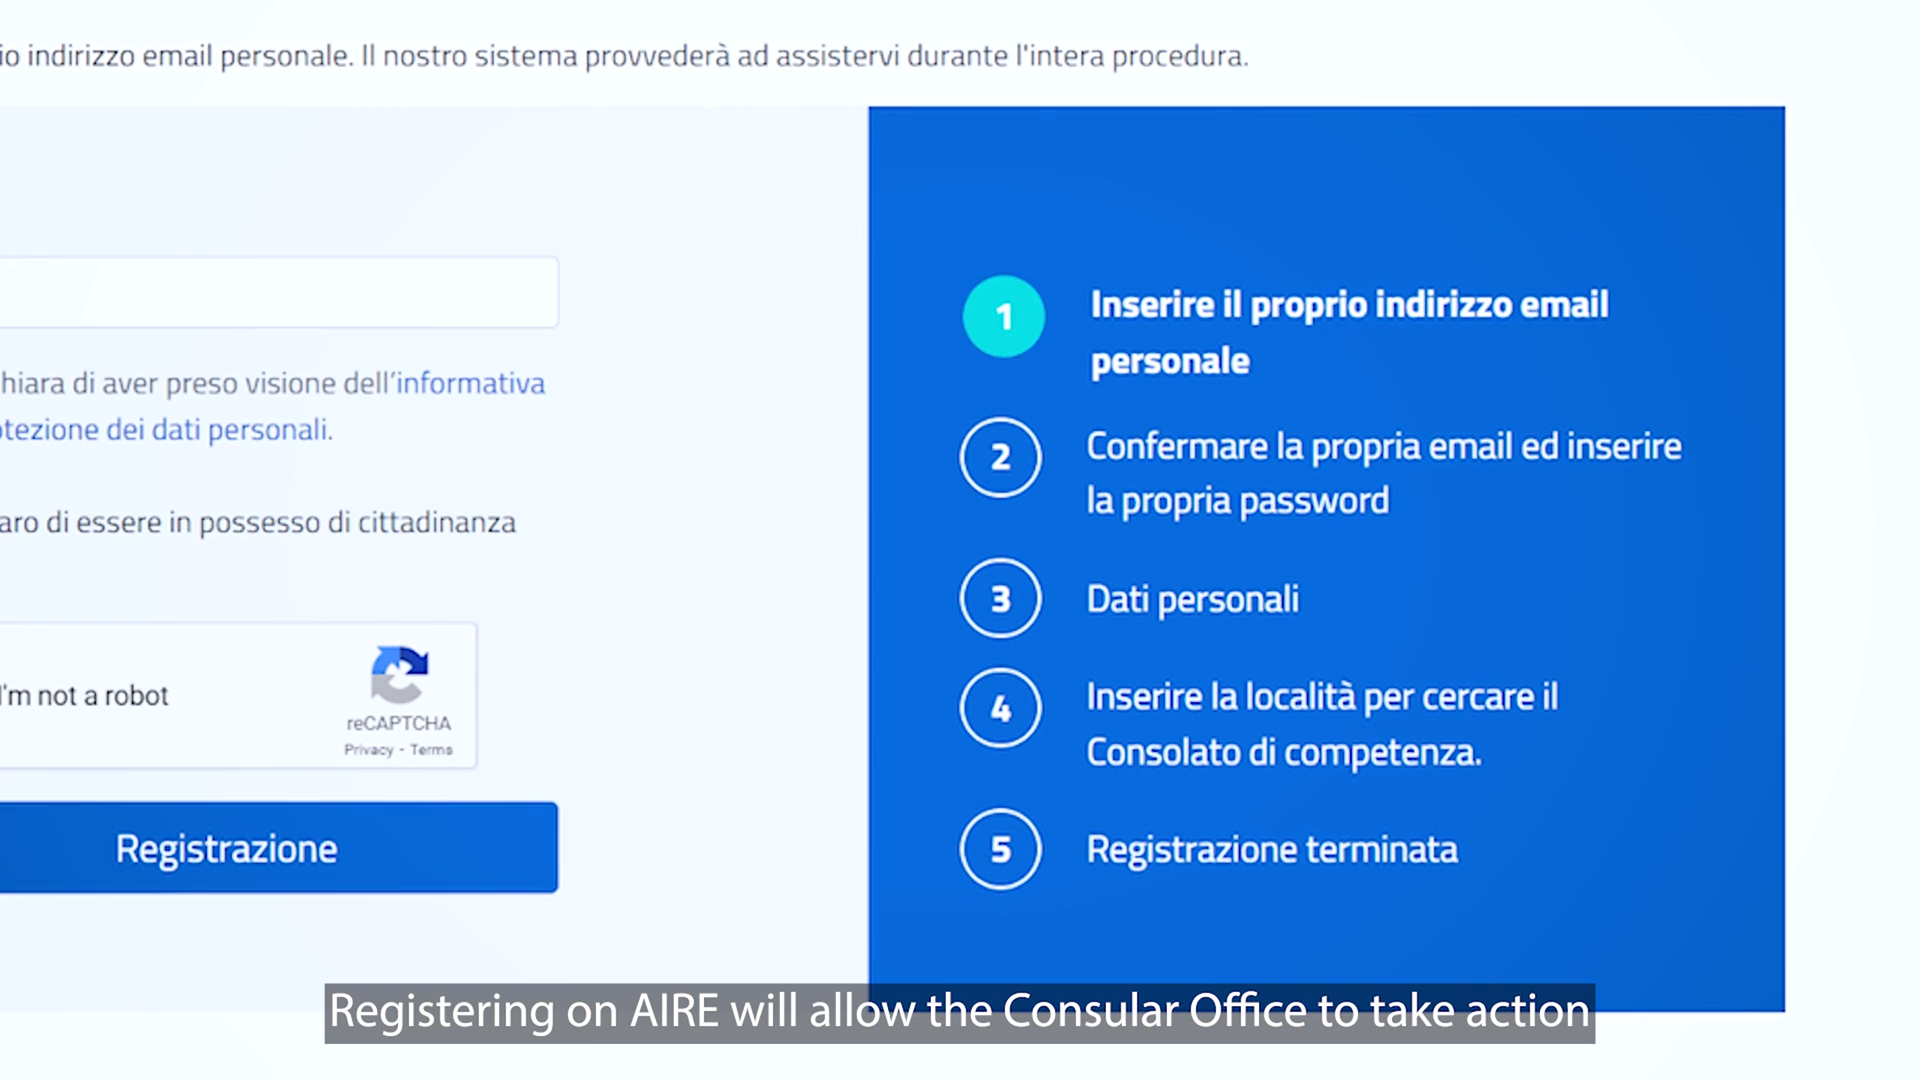 indirizzo email personale. Il nostro sistema provvederà ad assistervi durante l'intera procedura.
di aver preso visione dell'informativa
dei dati personali.
di essere in possesso di cittadinanza
I'm not a robot
reCAPTCHA
Privacy - Terms
Registrazione
1 Inserire il proprio indirizzo email
personale
2 Confermare la propria email ed inserire
la propria password
3 Dati personali
4 Inserire la località per cercare il
Consolato di competenza.
5 Registrazione terminata
Registering on AIRE will allow the Consular Office to take action